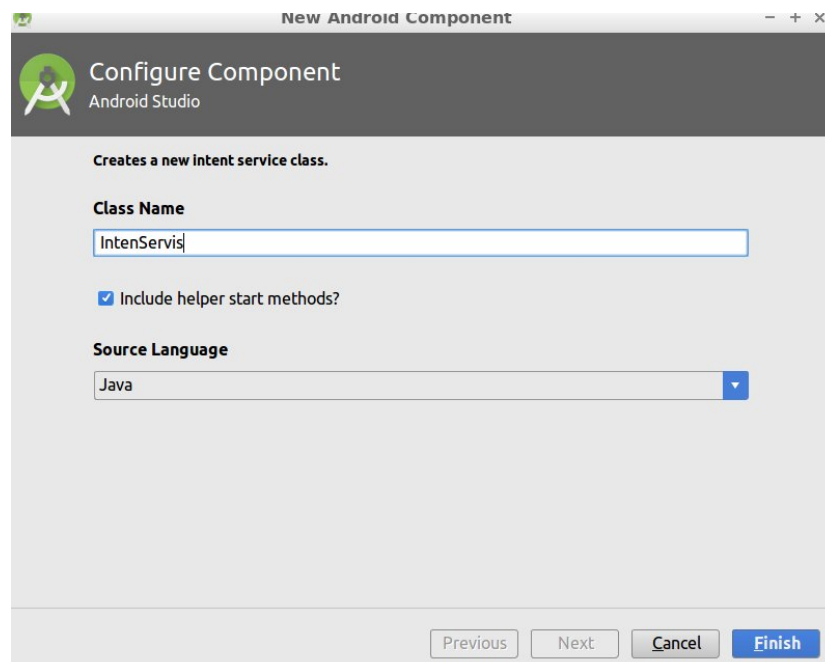 New Android Component
Configure Component
Android Studio
Creates a new intent service class.
Class Name
IntenServis
Include helper start methods?
Source Language
Java
Previous Next Cancel Finish